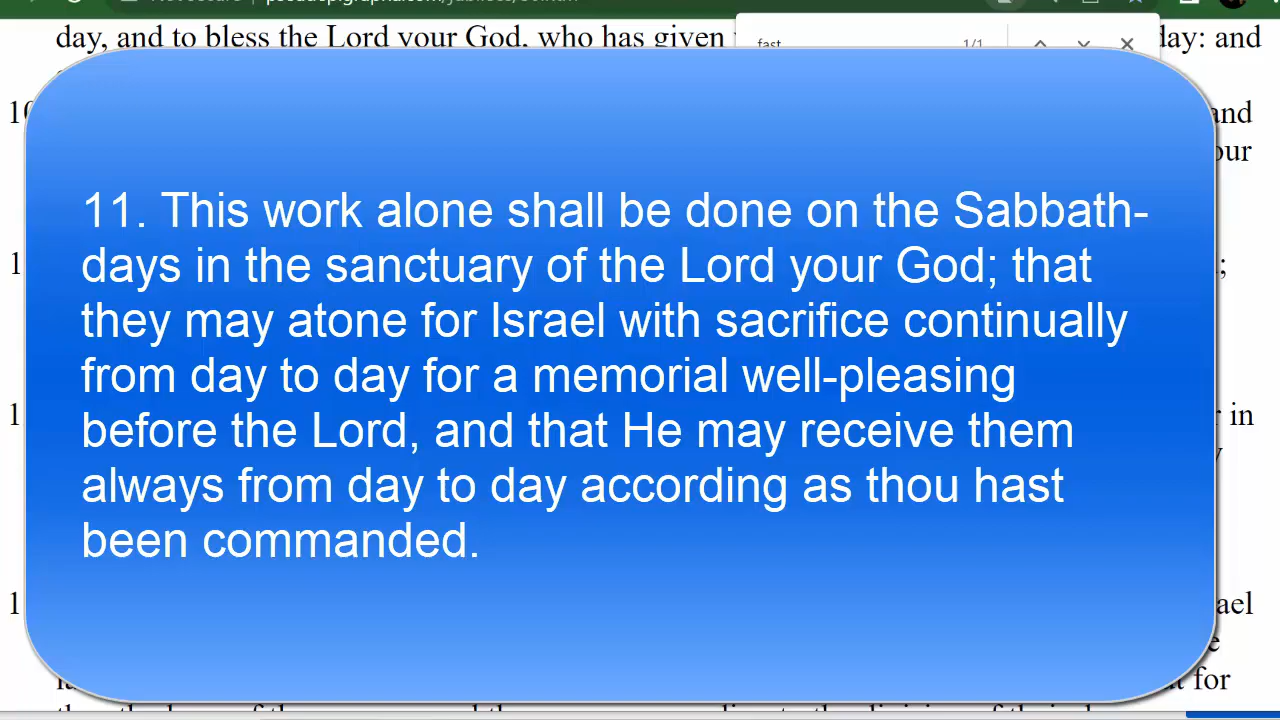 day, and to bless the Lord your God, who has given
day: and
fast
1/1
10
and
our
11. This work alone shall be done on the Sabbath-
days in the sanctuary of the Lord your God; that
they may atone for Israel with sacrifice continually
from day to day for a memorial well-pleasing
before the Lord, and that He may receive them
always from day to day according as thou hast
been commanded.
1
;
1
r in
y
1
ael
e
t for